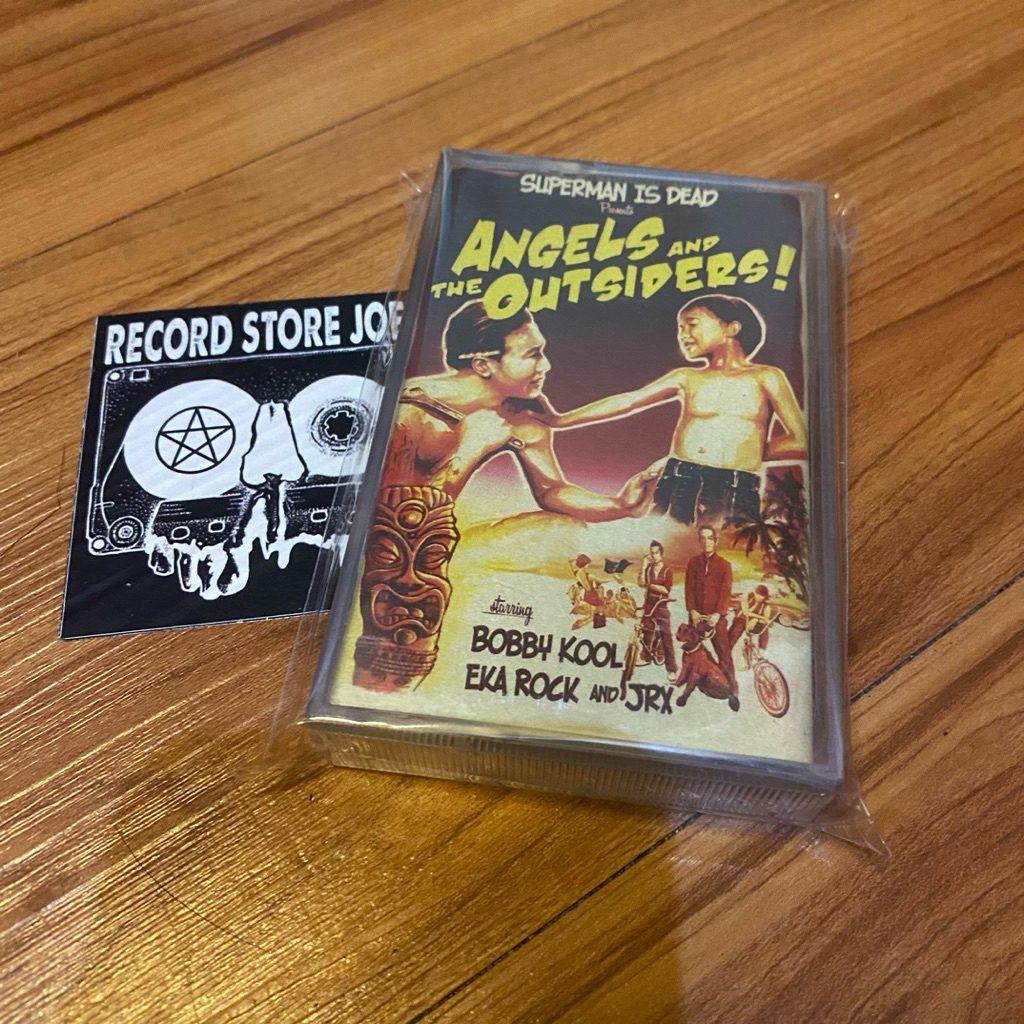 SUPERMAN IS DEAD
Presents
ANGELS AND
THE OUTSIDERS!
starring
BOBBY KOOL
EKA ROCK AND JRX
RECORD STORE JOE